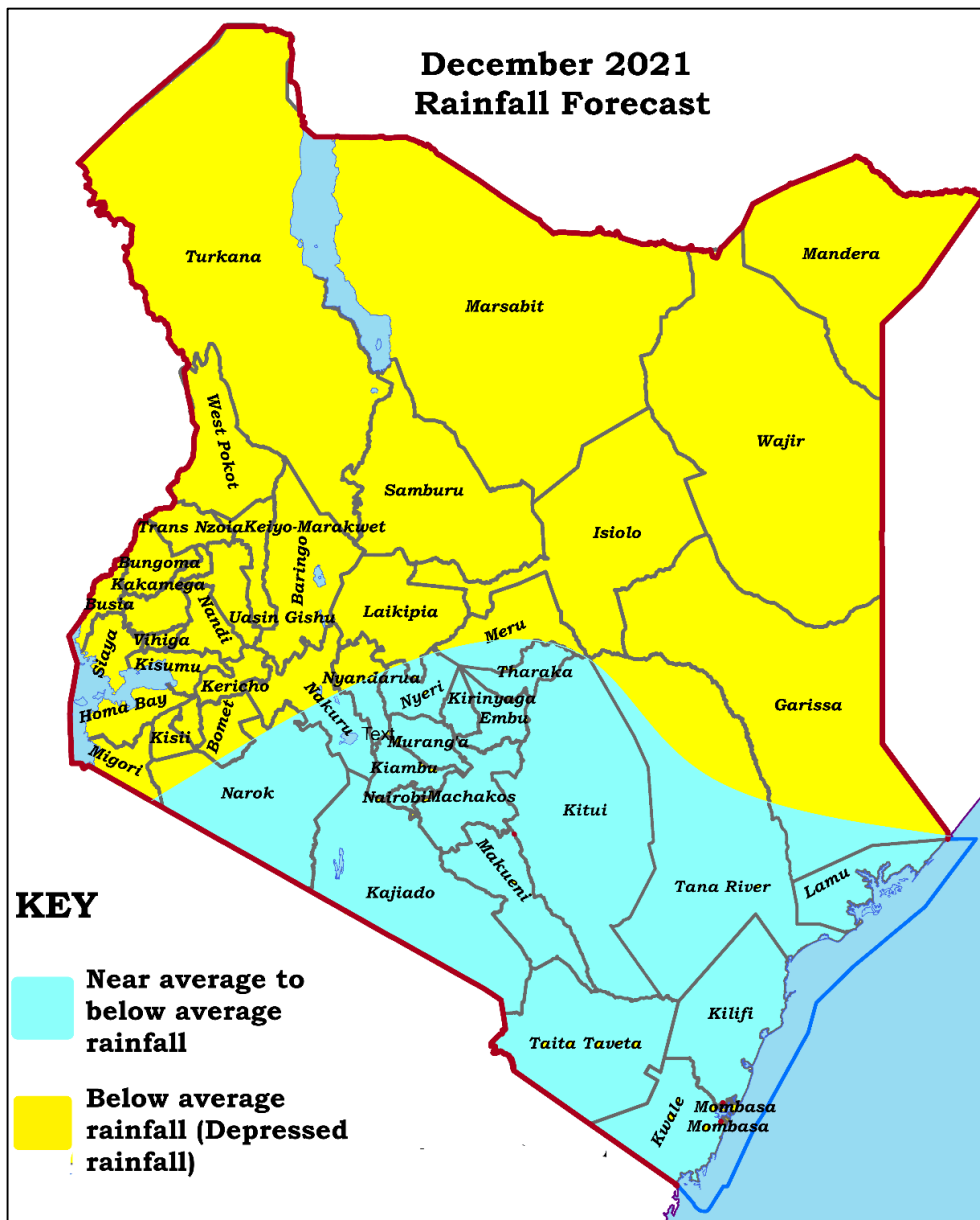 December 2021
Rainfall Forecast
Mandera
Turkana
Marsabit
West Pokot
Wajir
Samburu
Isiolo
Trans Nzoia
Keiyo-Marakwet
Bungoma
Baringo
Kakamega
Busia
Nandi
Uasin Gishu
Laikipia
Siaya
Vihiga
Meru
Kisumu
Kericho
Nyandarua
Tharaka
Nyeri
Kirinyaga
Homa Bay
Nakuru
Embu
Garissa
Kisii
Bomet
Text
Murang'a
Migori
Kiambu
Narok
Nairobi
Machakos
Kitui
Makueni
Kajiado
Tana River
Lamu
KEY
Near average to
below average
rainfall
Kilifi
Taita Taveta
Below average
rainfall (Depressed
rainfall)
Kwale
Mombasa
Mombasa